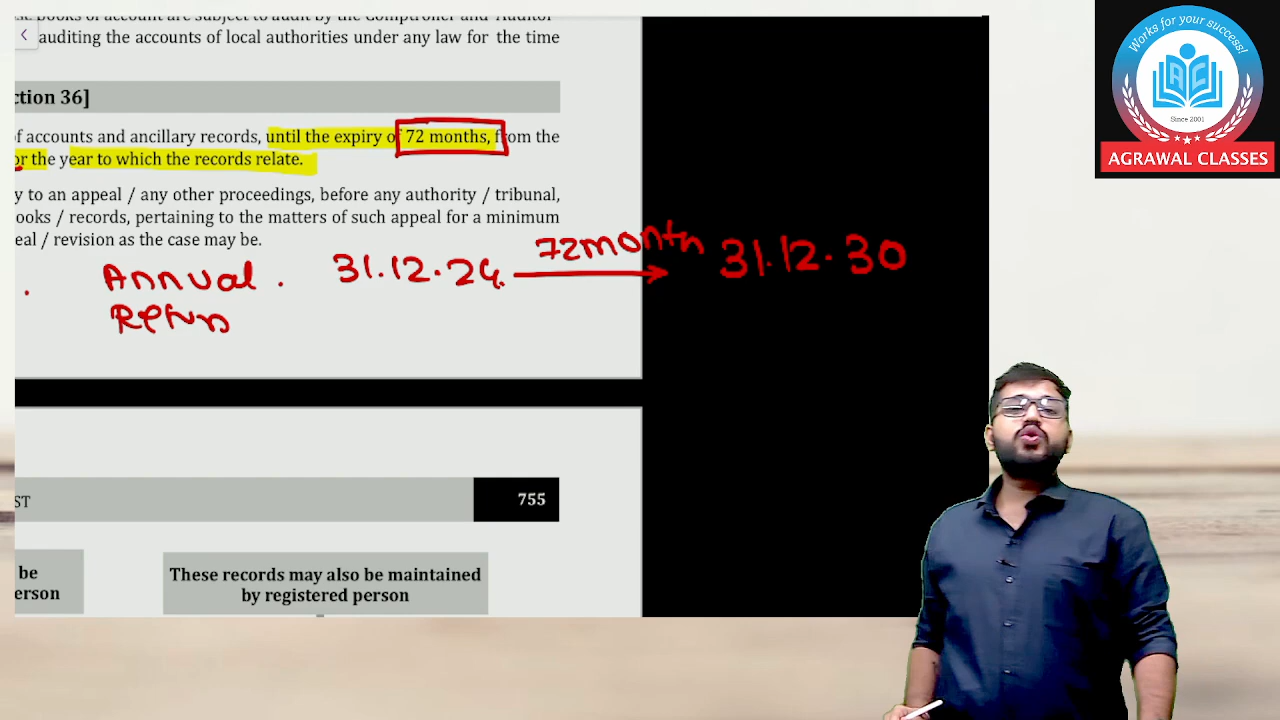 auditing the accounts of local authorities under any law for the time
ction 36]
of accounts and ancillary records, until the expiry of 72 months, from the
or the year to which the records relate.
y to an appeal / any other proceedings, before any authority / tribunal,
ooks / records, pertaining to the matters of such appeal for a minimum
eal / revision as the case may be.
Annual . 31.12.24 72 month 31.12.30
Return
ST 755
be
erson
These records may also be maintained
by registered person
Works for your success!
AC
Since 2001
AGRAWAL CLASSES